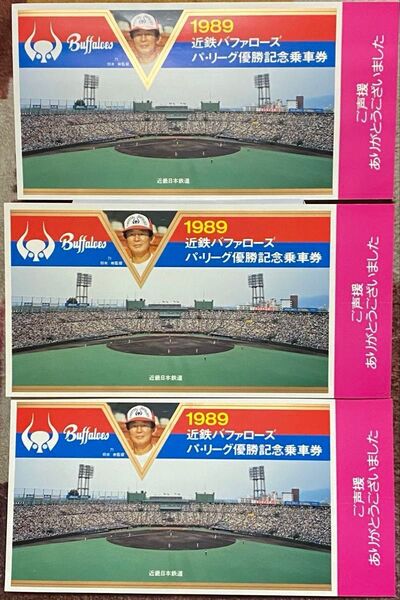 Buffaloes
1989
近鉄バファローズ
パ・リーグ優勝記念乗車券
近畿日本鉄道
ご声援
ありがとうございました
Buffaloes
1989
近鉄バファローズ
パ・リーグ優勝記念乗車券
近畿日本鉄道
ご声援
ありがとうございました
Buffaloes
1989
近鉄バファローズ
パ・リーグ優勝記念乗車券
近畿日本鉄道
ご声援
ありがとうございました